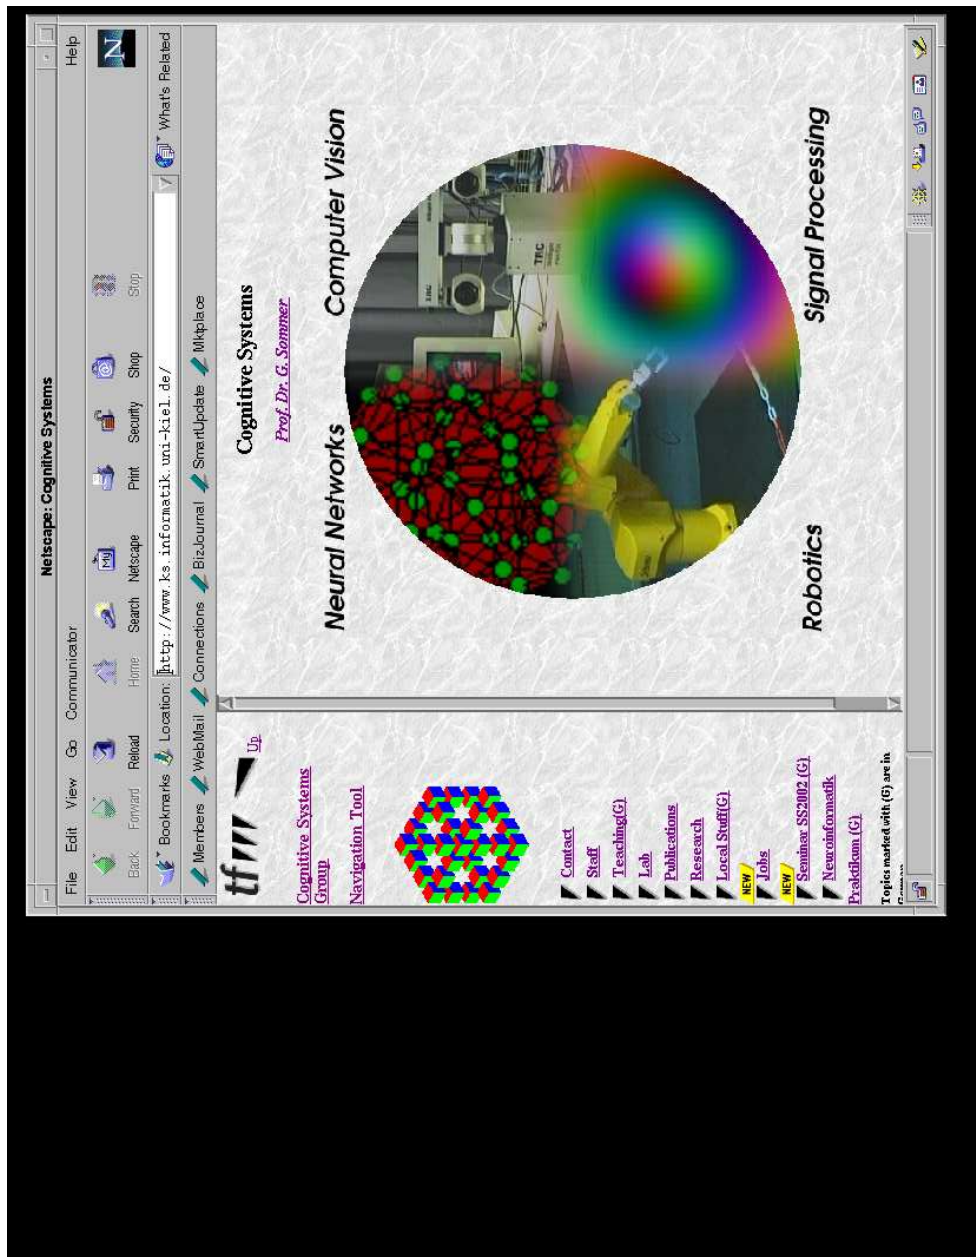 Netscape: Cognitive Systems
File Edit View Go Communicator Help
Back Forward Reload Home Search Netscape Print Security Shop Stop
My
N
Bookmarks Location: http://www.ks.informatik.uni-kiel.de/ What's Related
Members WebMail Connections BizJournal SmartUpdate Mktplace
tf Up
Cognitive Systems
Group
Navigation Tool
Contact
Staff
Teaching(G)
Lab
Publications
Research
Local Stuff(G)
NEW
Jobs
NEW
Seminar SS2002 (G)
Neuroinformatik
Praktikum (G)
Topics marked with (G) are in
Cognitive Systems
Prof. Dr. G. Sommer
Neural Networks Computer Vision
TRC
Robotics Signal Processing